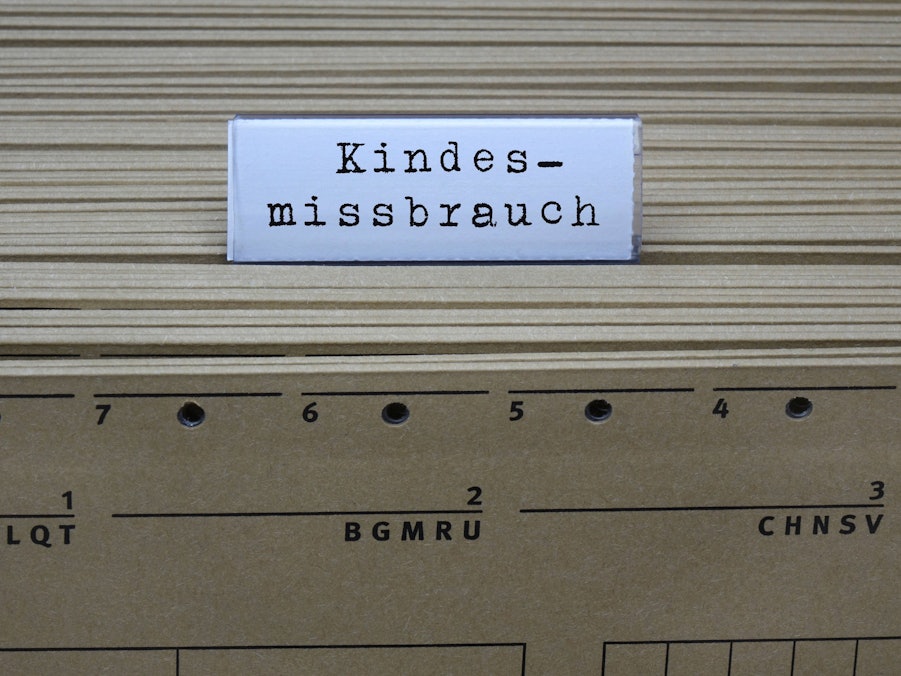 Kindes-
missbrauch
7 6 5 4
1 2 3
LQT BGMRU CHNSV